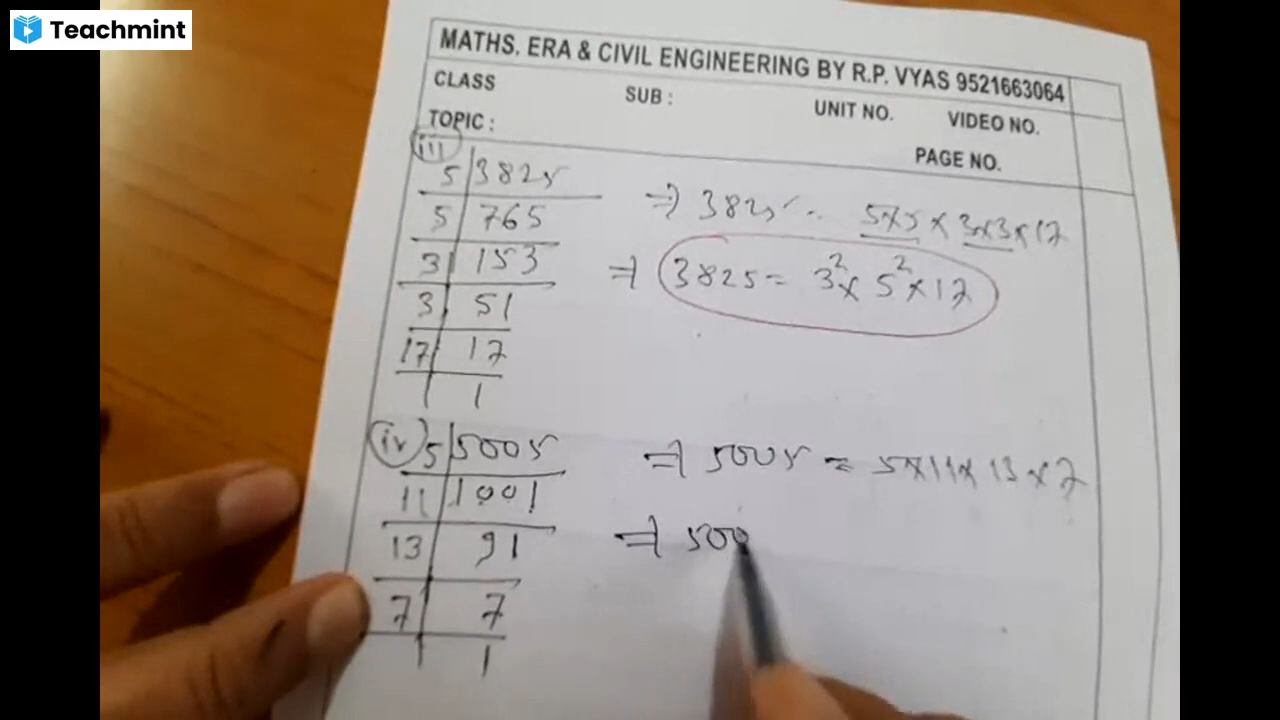 Teachmint
MATHS, ERA & CIVIL ENGINEERING BY R.P. VYAS 9521663064
CLASS SUB : UNIT NO. VIDEO NO.
TOPIC : PAGE NO.
iii
5 | 3825
5 | 765
3 | 153
3 | 51
17 | 17
1
⇒ 3825 = 5×5×3×3×17
⇒ 3825 = 3²×5²×17
iv
5 | 5005
11 | 1001
13 | 91
7 | 7
1
⇒ 5005 = 5×11×13×7
⇒ 500